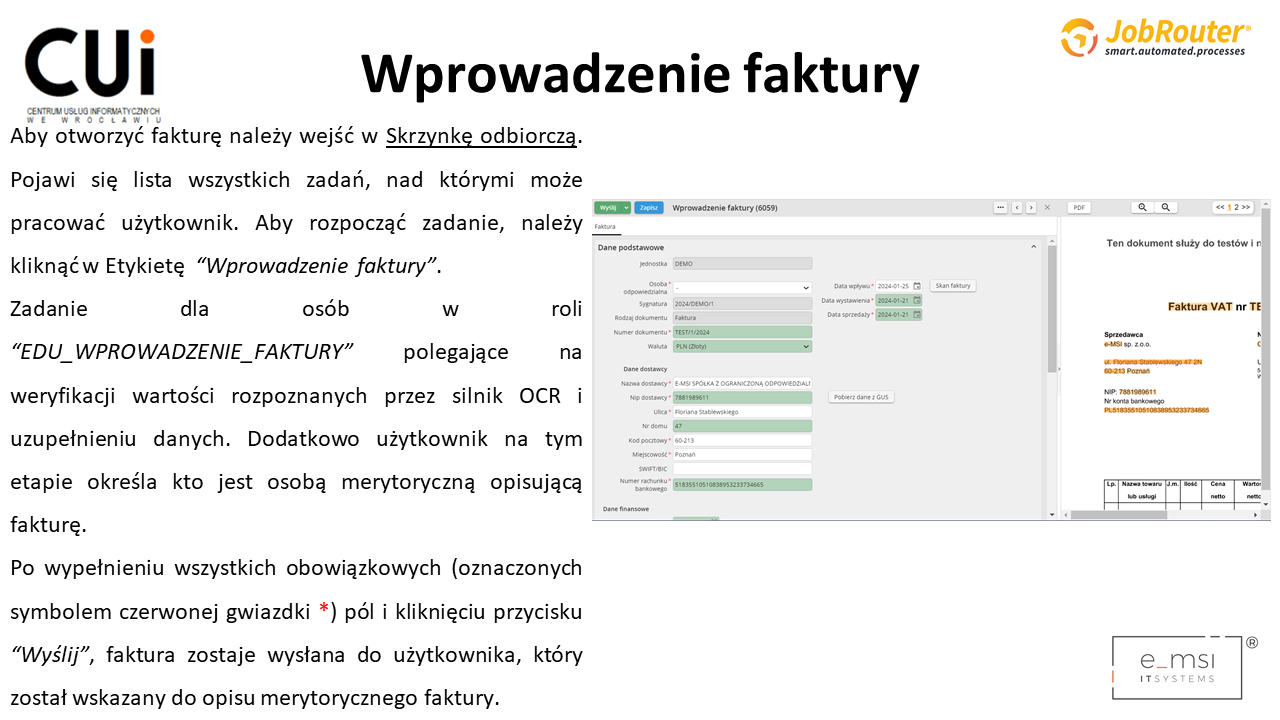 CUi
CENTRUM USŁUG INFORMATYCZNYCH
WE WROCŁAWIU
JobRouter®
smart.automated.processes
Wprowadzenie faktury
Aby otworzyć fakturę należy wejść w Skrzynkę odbiorczą.
Pojawi się lista wszystkich zadań, nad którymi może
pracować użytkownik. Aby rozpocząć zadanie, należy
kliknąć w Etykietę “Wprowadzenie faktury”.
Zadanie dla osób w roli
“EDU_WPROWADZENIE_FAKTURY” polegające na
weryfikacji wartości rozpoznanych przez silnik OCR i
uzupełnieniu danych. Dodatkowo użytkownik na tym
etapie określa kto jest osobą merytoryczną opisującą
fakturę.
Po wypełnieniu wszystkich obowiązkowych (oznaczonych
symbolem czerwonej gwiazdki *) pól i kliknięciu przycisku
“Wyślij”, faktura zostaje wysłana do użytkownika, który
został wskazany do opisu merytorycznego faktury.
Wyślij Zapisz Wprowadzenie faktury (6059)
Faktura
Dane podstawowe
Jednostka DEMO
Osoba odpowiedzialna * -
Sygnatura 2024/DEMO/1
Rodzaj dokumentu Faktura
Numer dokumentu * TEST/1/2024
Waluta * PLN (Złoty)
Data wpływu * 2024-01-25 Skan faktury
Data wystawienia * 2024-01-21
Data sprzedaży * 2024-01-21
Dane dostawcy
Nazwa dostawcy * E-MSI SPÓŁKA Z OGRANICZONĄ ODPOWIEDZIAL
Nip dostawcy * 7881989611 Pobierz dane z GUS
Ulica * Floriana Stablewskiego
Nr domu 47
Kod pocztowy * 60-213
Miejscowość * Poznań
SWIFT/BIC
Numer rachunku bankowego * 51835510510838953233734665
Dane finansowe
PDF << 1 2 >>
Ten dokument służy do testów i n
Faktura VAT nr TE
Sprzedawca
e-MSI sp. z.o.o.
ul. Floriana Stablewskiego 47 2N
60-213 Poznań
NIP: 7881989611
Nr konta bankowego
PL51835510510838953233734665
Lp. Nazwa towaru lub usługi J.m. Ilość Cena netto Wartoś netto
e_msi ®
ITSYSTEMS